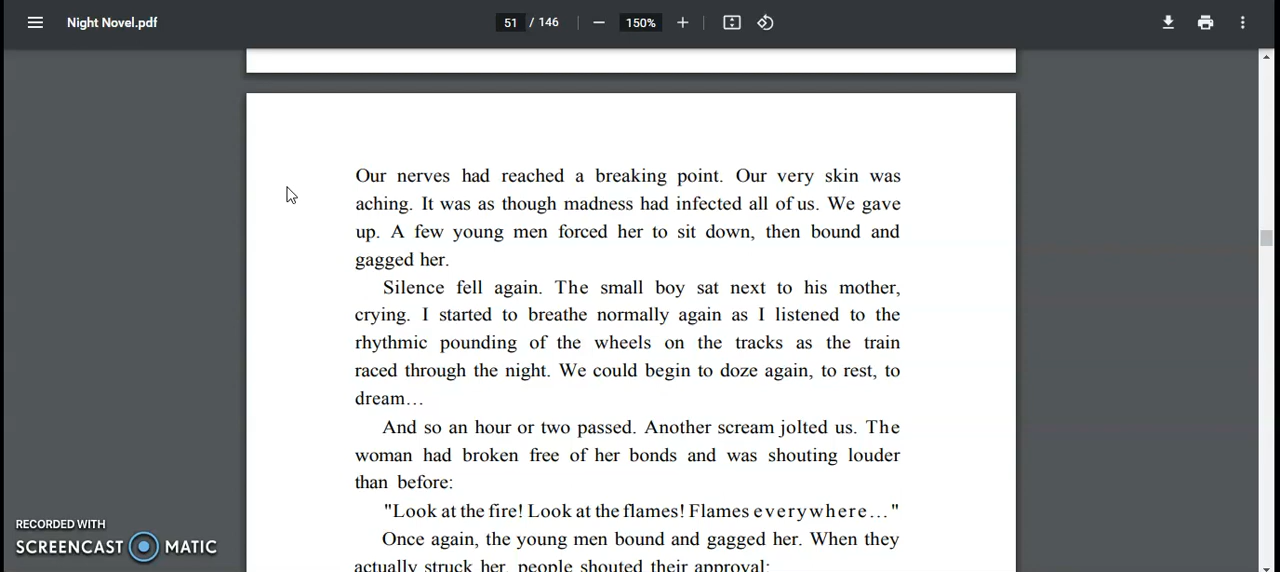 Night Novel.pdf
51 / 146
150%
Our nerves had reached a breaking point. Our very skin was
aching. It was as though madness had infected all of us. We gave
up. A few young men forced her to sit down, then bound and
gagged her.
Silence fell again. The small boy sat next to his mother,
crying. I started to breathe normally again as I listened to the
rhythmic pounding of the wheels on the tracks as the train
raced through the night. We could begin to doze again, to rest, to
dream…
And so an hour or two passed. Another scream jolted us. The
woman had broken free of her bonds and was shouting louder
than before:
"Look at the fire! Look at the flames! Flames everywhere…"
Once again, the young men bound and gagged her. When they
actually struck her, people shouted their approval:
RECORDED WITH
SCREENCAST MATIC